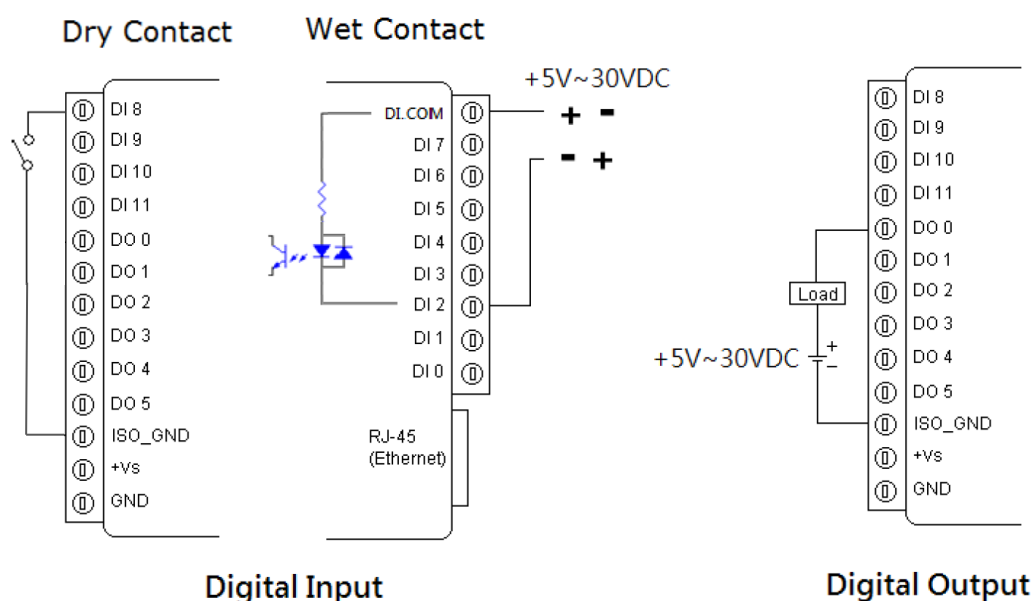 Dry Contact
Wet Contact
DI 8
DI 9
DI 10
DI 11
DO 0
DO 1
DO 2
DO 3
DO 4
DO 5
ISO_GND
+Vs
GND
+5V~30VDC
+ -
- +
DI.COM
DI 7
DI 6
DI 5
DI 4
DI 3
DI 2
DI 1
DI 0
RJ-45
(Ethernet)
Digital Input
DI 8
DI 9
DI 10
DI 11
DO 0
DO 1
DO 2
DO 3
DO 4
DO 5
ISO_GND
+Vs
GND
Load
+5V~30VDC
+
-
Digital Output